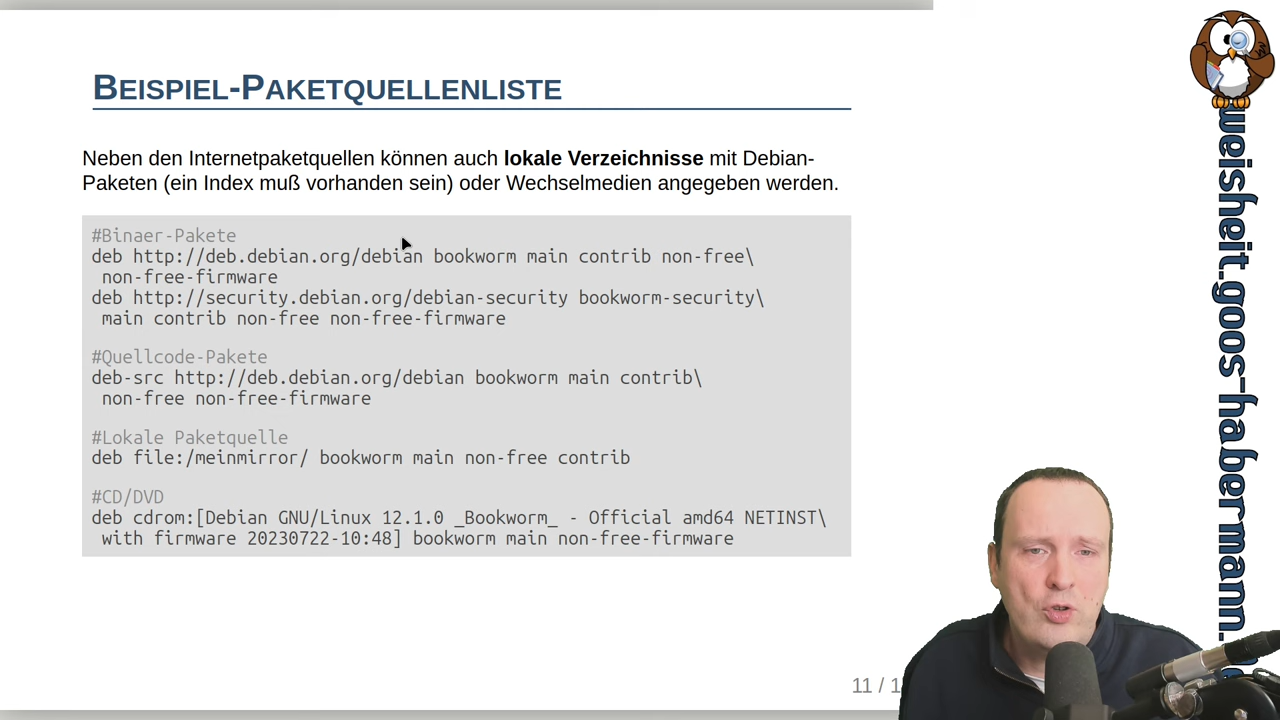 BEISPIEL-PAKETQUELLENLISTE
Neben den Internetpaketquellen können auch lokale Verzeichnisse mit Debian-
Paketen (ein Index muß vorhanden sein) oder Wechselmedien angegeben werden.
#Binaer-Pakete
deb http://deb.debian.org/debian bookworm main contrib non-free\
non-free-firmware
deb http://security.debian.org/debian-security bookworm-security\
main contrib non-free non-free-firmware
#Quellcode-Pakete
deb-src http://deb.debian.org/debian bookworm main contrib\
non-free non-free-firmware
#Lokale Paketquelle
deb file:/meinmirror/ bookworm main non-free contrib
#CD/DVD
deb cdrom:[Debian GNU/Linux 12.1.0 _Bookworm_ - Official amd64 NETINST\
with firmware 20230722-10:48] bookworm main non-free-firmware
11 / 1
weisheit.goos-habermann.